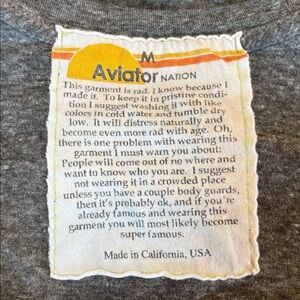 M
Aviator NATION
This garment is rad. I know because I
made it. To keep it in pristine condi-
tion I suggest washing it with like
colors in cold water and tumble dry
low. It will distress naturally and
become even more rad with age. Oh,
there is one problem with wearing this
garment I must warn you about:
People will come out of no where and
want to know who you are. I suggest
not wearing it in a crowded place
unless you have a couple body guards,
then it's probably ok, and if you're
already famous and wearing this
garment you will most likely become
super famous.
Made in California, USA